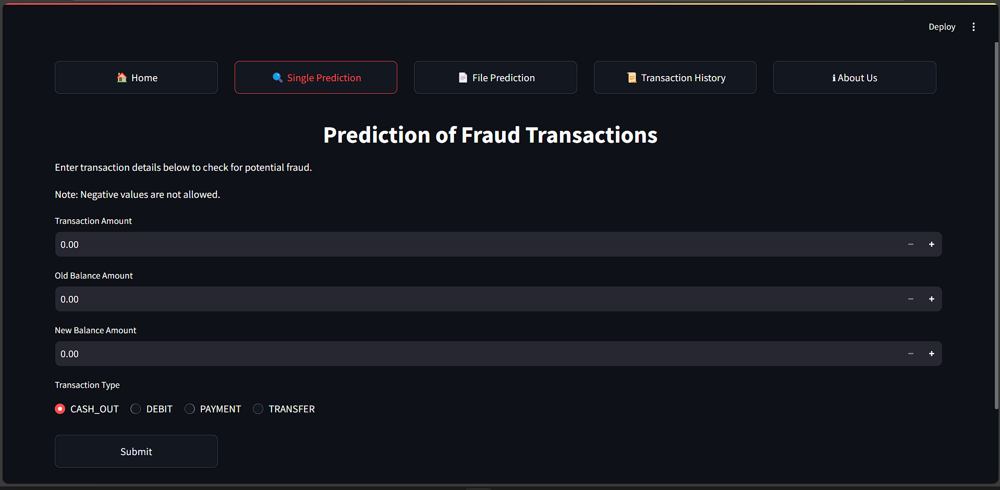 Deploy
🏠 Home
🔍 Single Prediction
📄 File Prediction
📜 Transaction History
ℹ About Us
Prediction of Fraud Transactions
Enter transaction details below to check for potential fraud.
Note: Negative values are not allowed.
Transaction Amount
0.00
Old Balance Amount
0.00
New Balance Amount
0.00
Transaction Type
CASH_OUT DEBIT PAYMENT TRANSFER
Submit